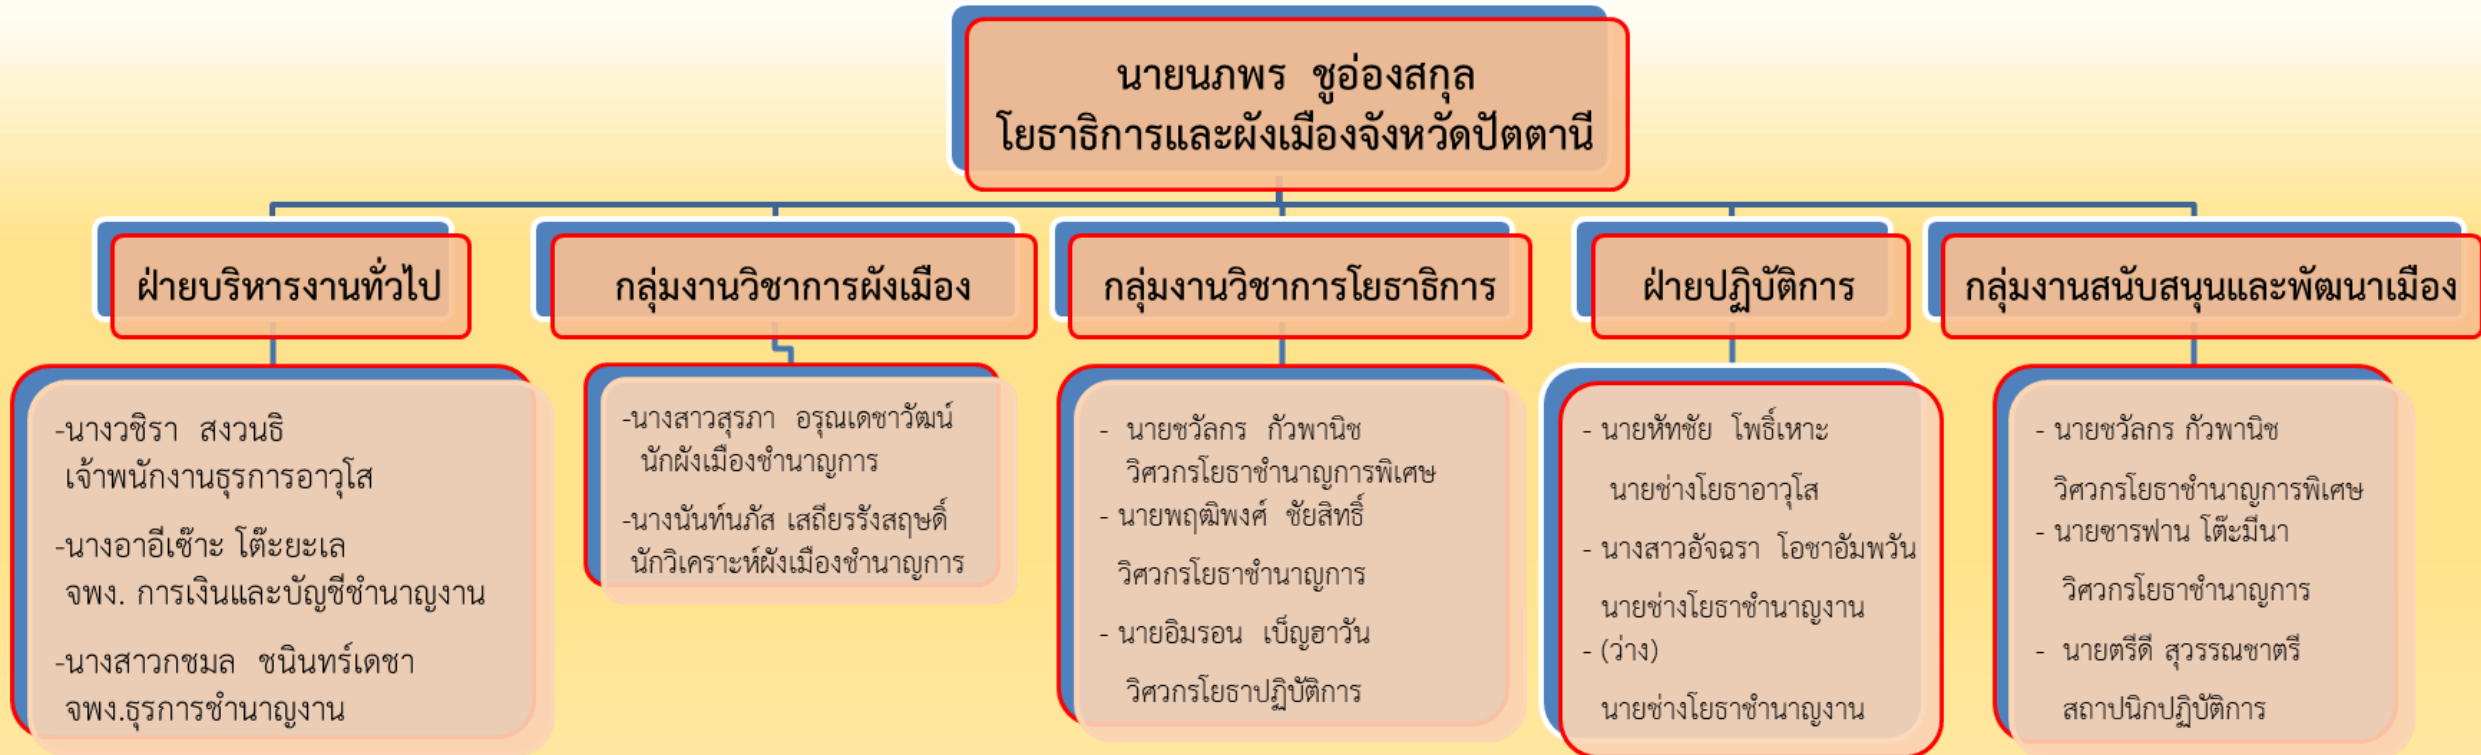 นายนภพร ชูอ่องสกุล
โยธาธิการและผังเมืองจังหวัดปัตตานี
ฝ่ายบริหารงานทั่วไป
-นางวชิรา สงวนธิ
เจ้าพนักงานธุรการอาวุโส
-นางอาอีเซ๊าะ โต๊ะยะเล
จพง. การเงินและบัญชีชำนาญงาน
-นางสาวกชมล ชนินทร์เดชา
จพง.ธุรการชำนาญงาน
กลุ่มงานวิชาการผังเมือง
-นางสาวสุรภา อรุณเดชาวัฒน์
นักผังเมืองชำนาญการ
-นางนันท์นภัส เสถียรรังสฤษดิ์
นักวิเคราะห์ผังเมืองชำนาญการ
กลุ่มงานวิชาการโยธาธิการ
- นายชวัลกร กัวพานิช
วิศวกรโยธาชำนาญการพิเศษ
- นายพฤฒิพงศ์ ชัยสิทธิ์
วิศวกรโยธาชำนาญการ
- นายอิมรอน เบ็ญฮาวัน
วิศวกรโยธาปฏิบัติการ
ฝ่ายปฏิบัติการ
- นายหัทชัย โพธิ์เหาะ
นายช่างโยธาอาวุโส
- นางสาวอัจฉรา โอชาอัมพวัน
นายช่างโยธาชำนาญงาน
- (ว่าง)
นายช่างโยธาชำนาญงาน
กลุ่มงานสนับสนุนและพัฒนาเมือง
- นายชวัลกร กัวพานิช
วิศวกรโยธาชำนาญการพิเศษ
- นายซารฟาน โต๊ะมีนา
วิศวกรโยธาชำนาญการ
- นายตรีดี สุวรรณชาตรี
สถาปนิกปฏิบัติการ